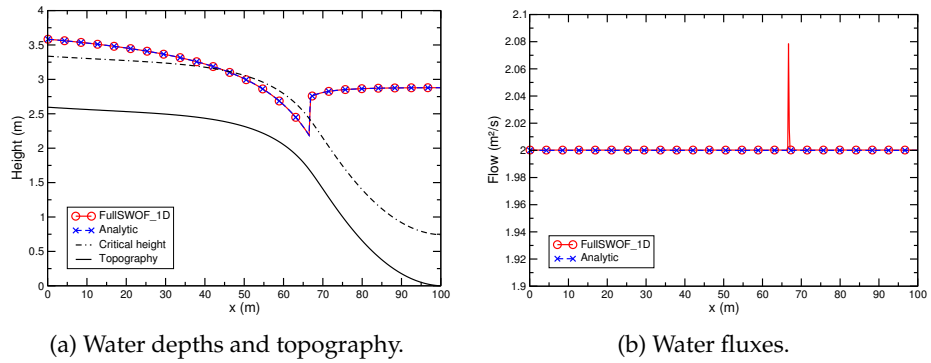 4
3.5
3
2.5
2
1.5
1
0.5
0
Height (m)
FullSWOF_1D
Analytic
Critical height
Topography
0 10 20 30 40 50 60 70 80 90 100
x (m)
(a) Water depths and topography.
2.1
2.08
2.06
2.04
2.02
2
1.98
1.96
1.94
1.92
1.9
Flow (m²/s)
FullSWOF_1D
Analytic
0 10 20 30 40 50 60 70 80 90 100
x (m)
(b) Water fluxes.